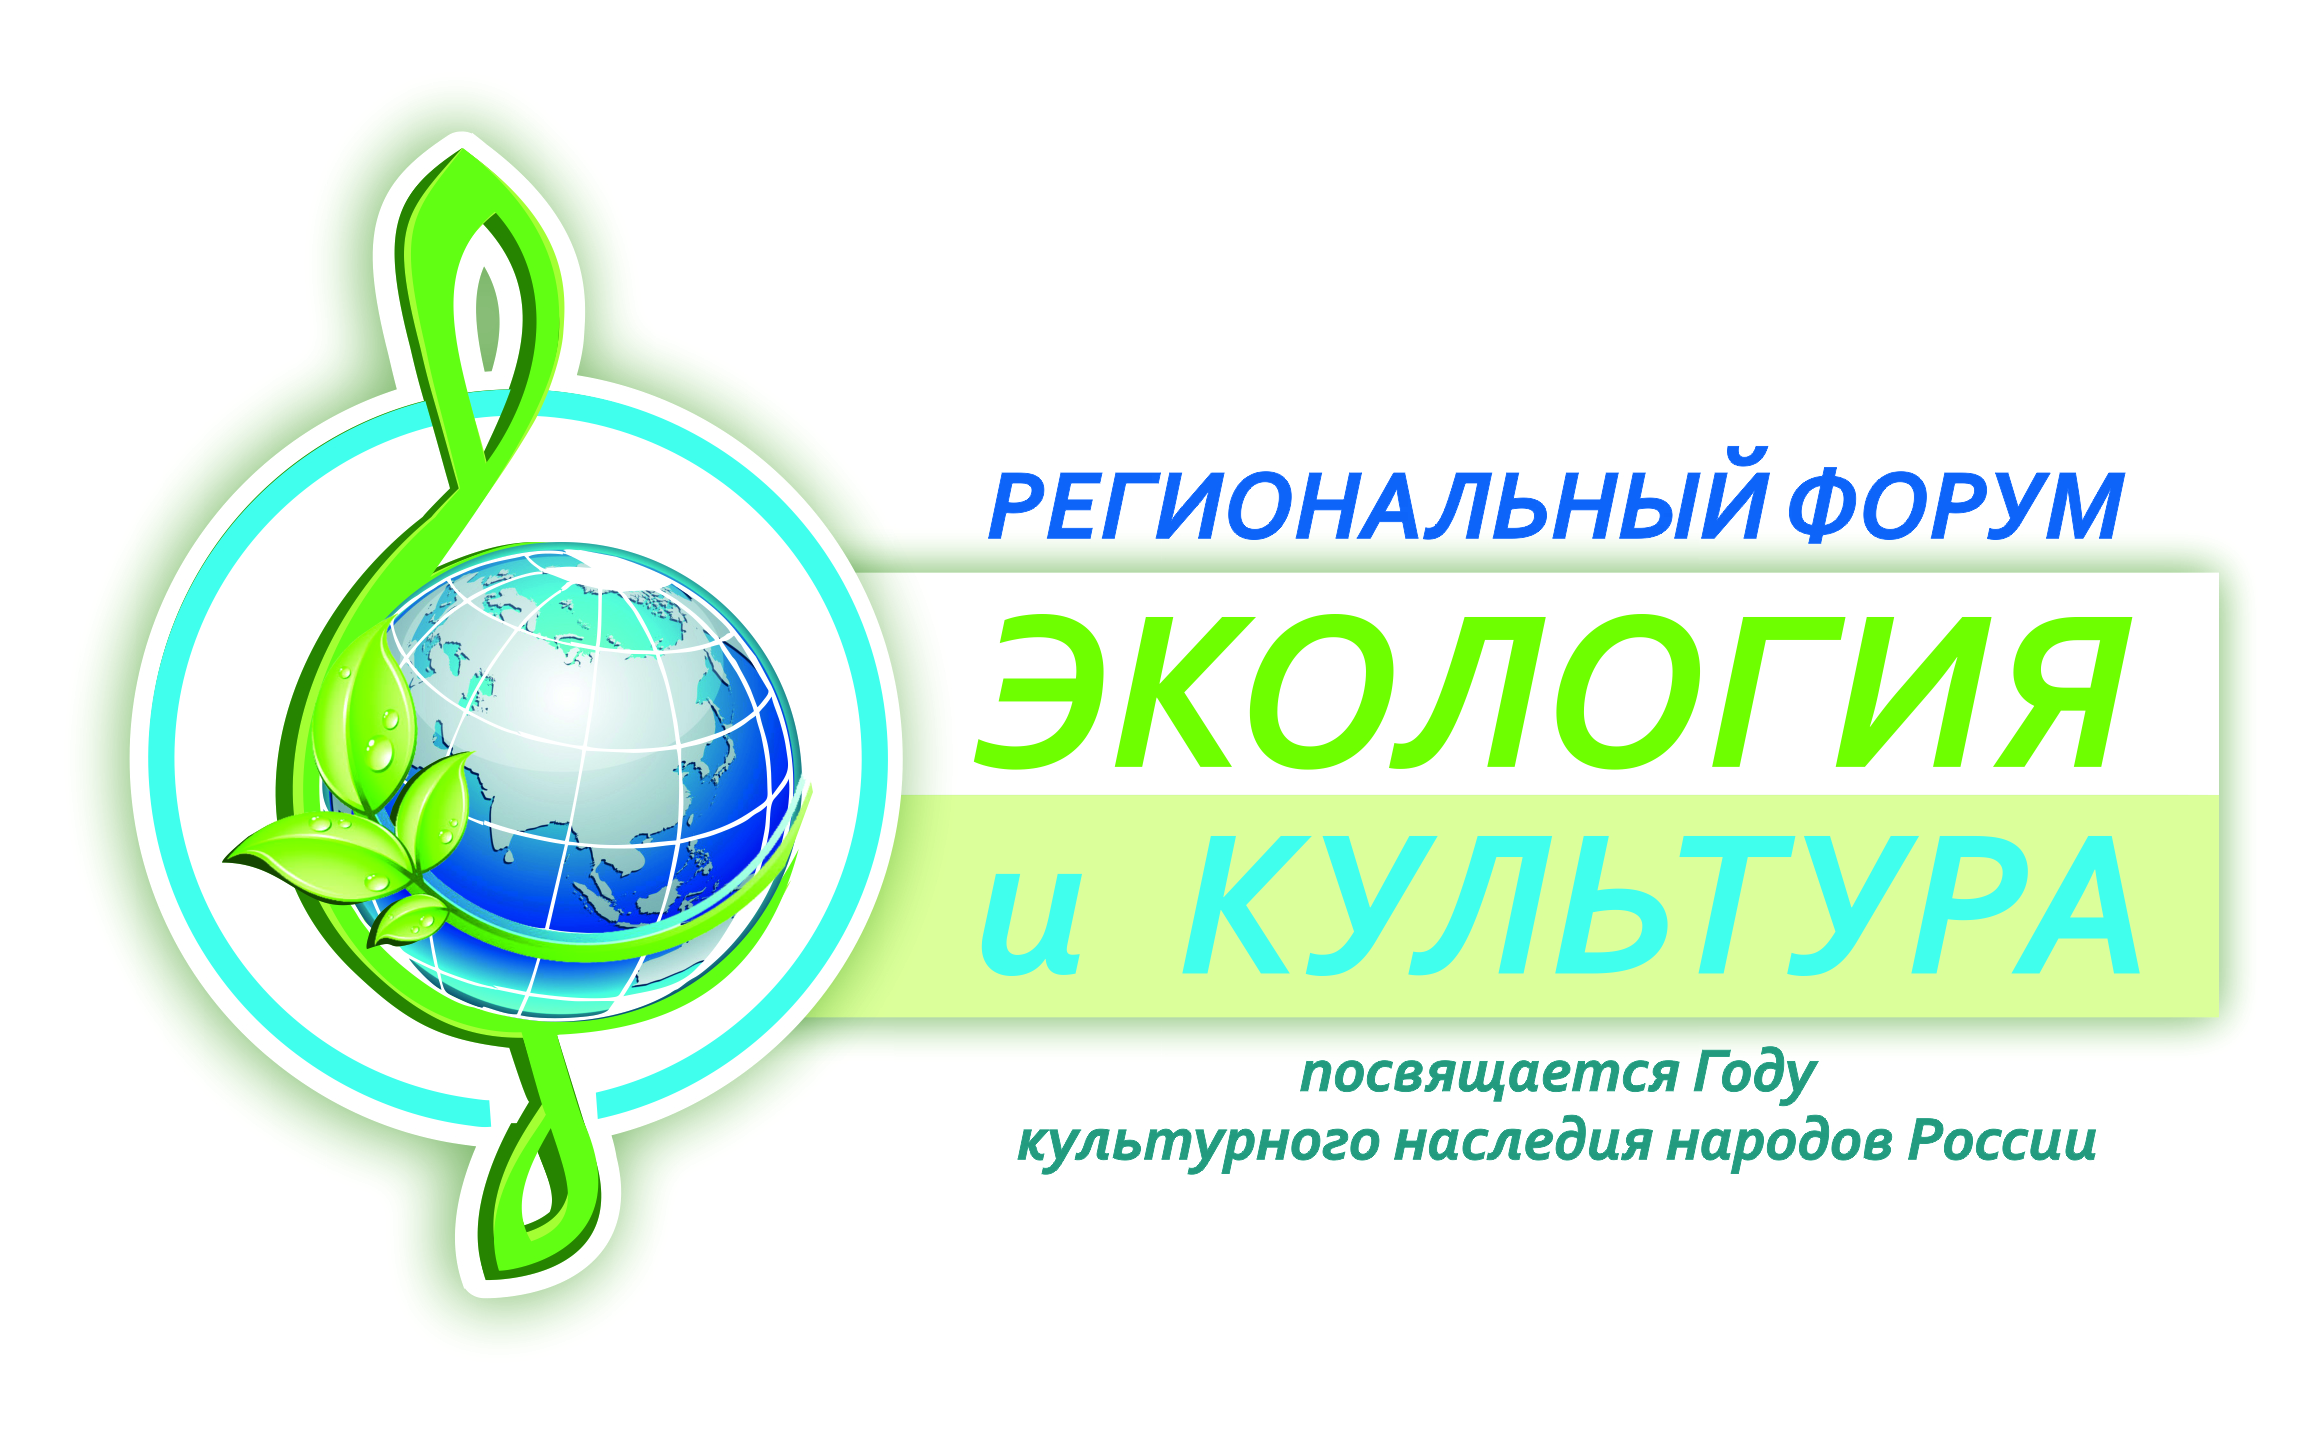 РЕГИОНАЛЬНЫЙ ФОРУМ
ЭКОЛОГИЯ
и КУЛЬТУРА
посвящается Году
культурного наследия народов России